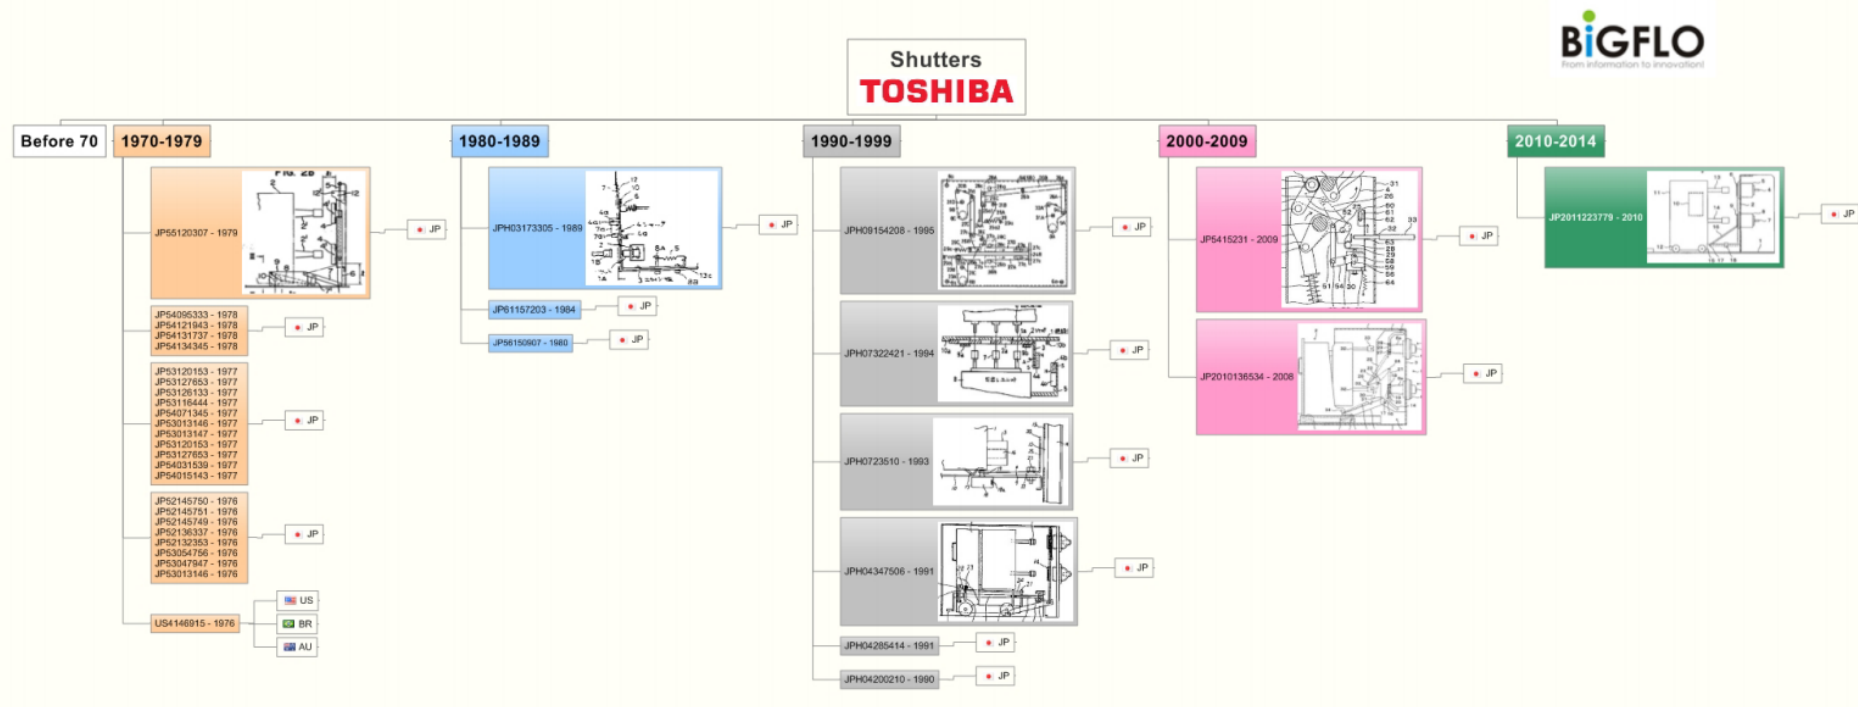 BiGFLO
From information to innovation!
Shutters
TOSHIBA
Before 70
1970-1979
1980-1989
1990-1999
2000-2009
2010-2014
FIG. 2B
JP55120307 - 1979
JP
JP54095333 - 1978
JP54121943 - 1978
JP54131737 - 1978
JP54134345 - 1978
JP
JP53120153 - 1977
JP53127653 - 1977
JP53126133 - 1977
JP53116444 - 1977
JP54071345 - 1977
JP53013146 - 1977
JP53013147 - 1977
JP53120153 - 1977
JP53127653 - 1977
JP54031539 - 1977
JP54015143 - 1977
JP
JP52145750 - 1976
JP52145751 - 1976
JP52145749 - 1976
JP52136337 - 1976
JP52132353 - 1976
JP53054756 - 1976
JP53047947 - 1976
JP53013146 - 1976
JP
US4146915 - 1976
US
BR
AU
JPH03173305 - 1989
JP
JP61157203 - 1984
JP
JP56150907 - 1980
JP
JPH09154208 - 1995
JP
JPH07322421 - 1994
JP
JPH0723510 - 1993
JP
JPH04347506 - 1991
JP
JPH04285414 - 1991
JP
JPH04200210 - 1990
JP
JP5415231 - 2009
JP
JP2010136534 - 2008
JP
JP2011223779 - 2010
JP